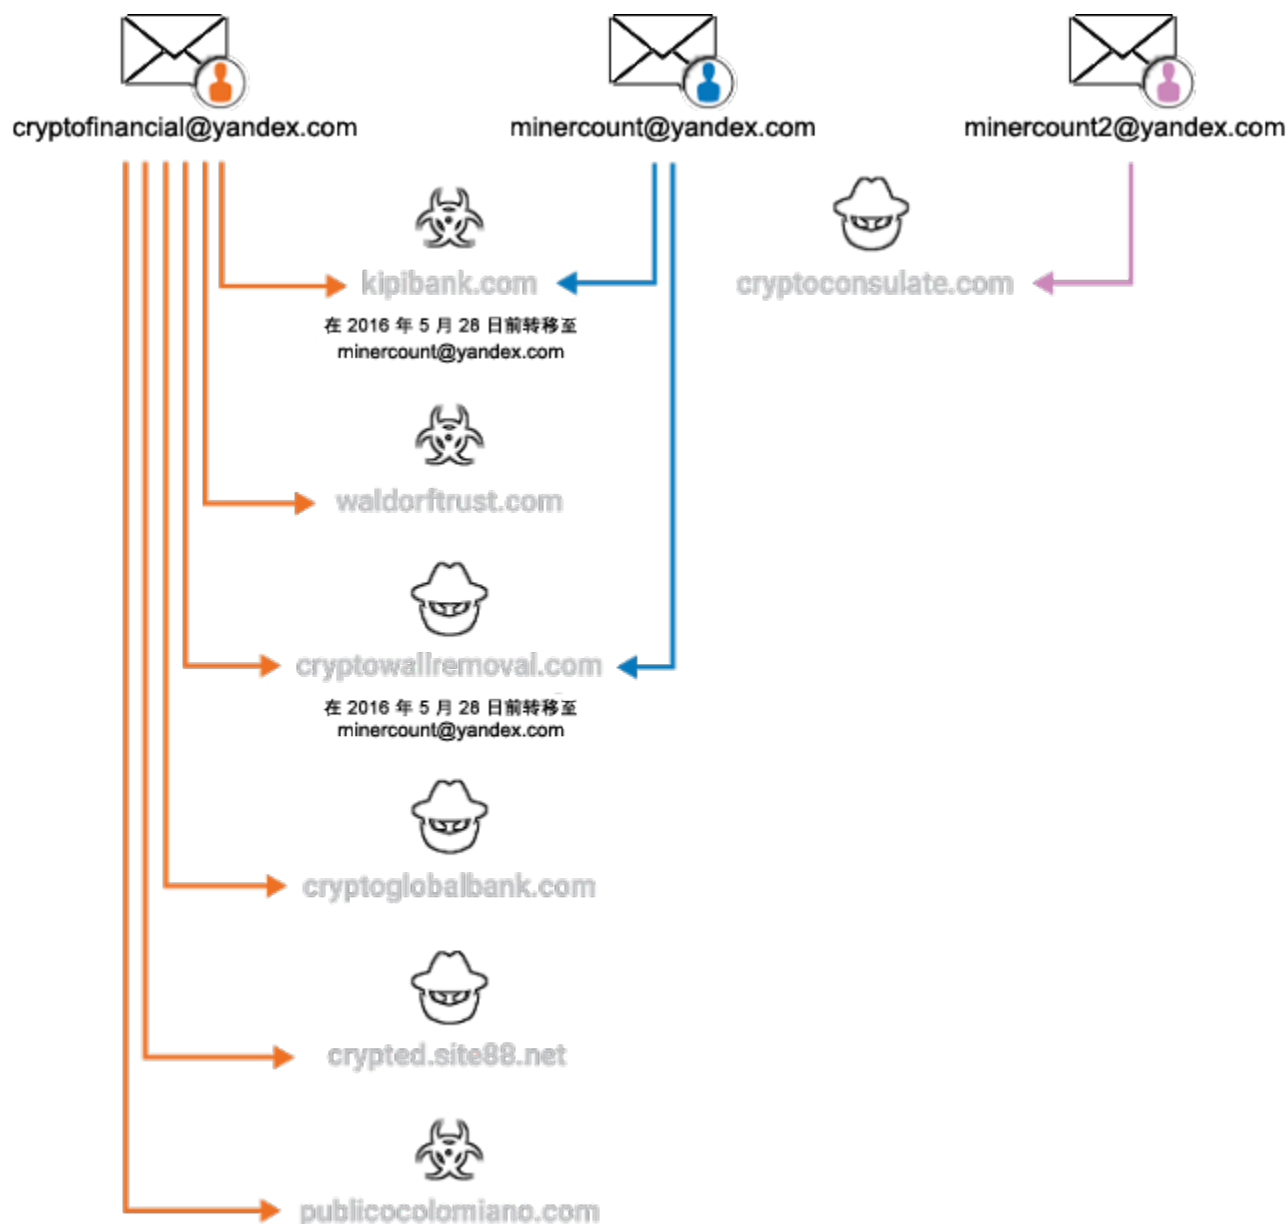 cryptofinancial@yandex.com
minercount@yandex.com
minercount2@yandex.com
kipibank.com
cryptoconsulate.com
在 2016 年 5 月 28 日前转移至
minercount@yandex.com
waldorftrust.com
cryptowallremoval.com
在 2016 年 5 月 28 日前转移至
minercount@yandex.com
cryptoglobalbank.com
crypted.site88.net
publicocolomiano.com